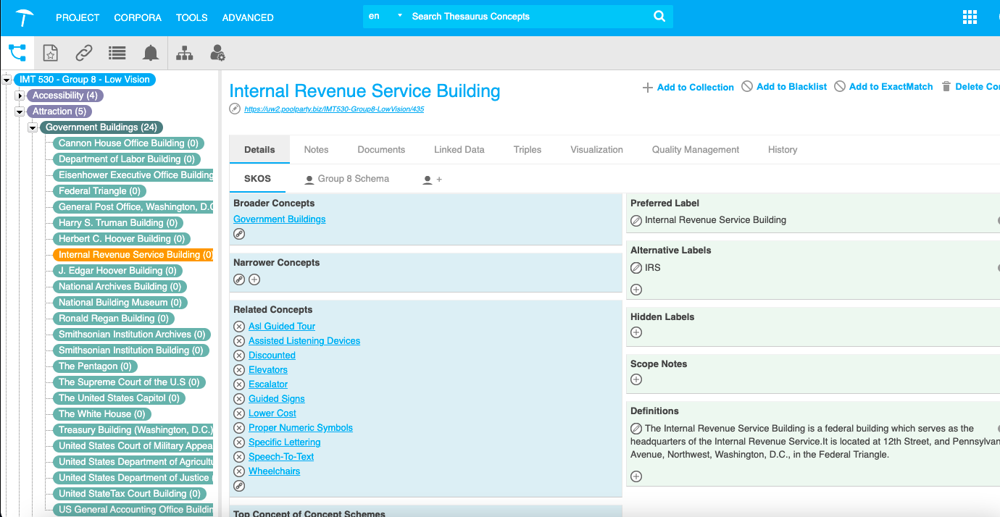 PROJECT CORPORA TOOLS ADVANCED
en Search Thesaurus Concepts
IMT 530 - Group 8 - Low Vision
Accessibility (4)
Attraction (5)
Government Buildings (24)
Cannon House Office Building (0)
Department of Labor Building (0)
Eisenhower Executive Office Building
Federal Triangle (0)
General Post Office, Washington, D.C
Harry S. Truman Building (0)
Herbert C. Hoover Building (0)
Internal Revenue Service Building (0)
J. Edgar Hoover Building (0)
National Archives Building (0)
National Building Museum (0)
Ronald Regan Building (0)
Smithsonian Institution Archives (0)
Smithsonian Institution Building (0)
The Pentagon (0)
The Supreme Court of the U.S (0)
The United States Capitol (0)
The White House (0)
Treasury Building (Washington, D.C.)
United States Court of Military Appea
United States Department of Agricultu
United States Department of Justice (
United StateTax Court Building (0)
US General Accounting Office Buildin
Internal Revenue Service Building
https://uw2.poolparty.biz/IMT530-Group8-LowVision/435
Add to Collection Add to Blacklist Add to ExactMatch Delete Con
Details Notes Documents Linked Data Triples Visualization Quality Management History
SKOS Group 8 Schema +
Broader Concepts
Government Buildings
Narrower Concepts
Related Concepts
Asl Guided Tour
Assisted Listening Devices
Discounted
Elevators
Escalator
Guided Signs
Lower Cost
Proper Numeric Symbols
Specific Lettering
Speech-To-Text
Wheelchairs
Top Concept of Concept Schemes
Preferred Label
Internal Revenue Service Building
Alternative Labels
IRS
Hidden Labels
Scope Notes
Definitions
The Internal Revenue Service Building is a federal building which serves as the
headquarters of the Internal Revenue Service.It is located at 12th Street, and Pennsylvan
Avenue, Northwest, Washington, D.C., in the Federal Triangle.